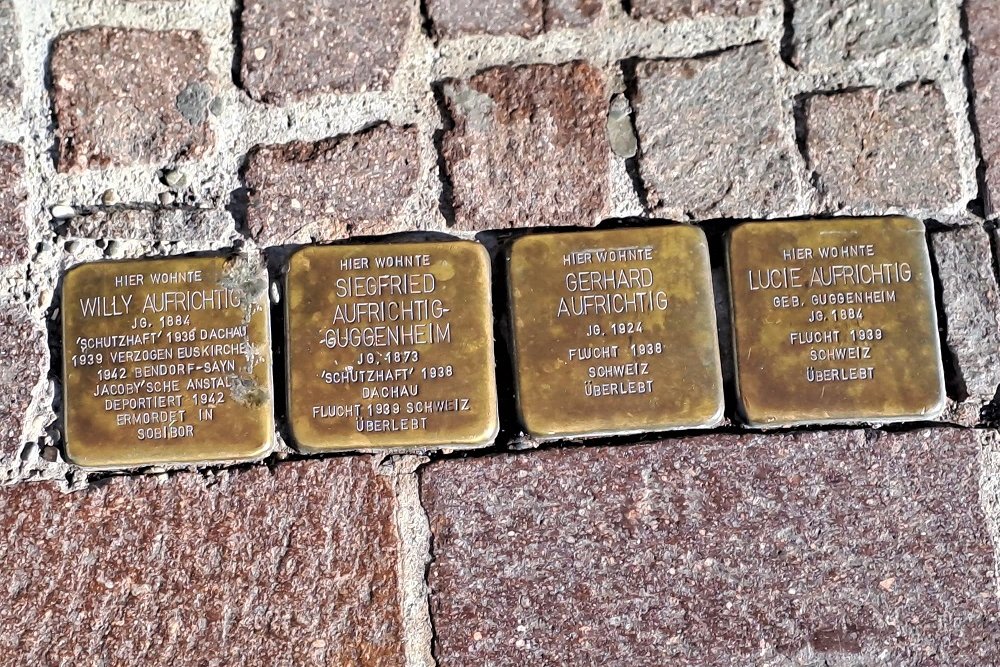 HIER WOHNTE
WILLY AUFRICHTIG
JG. 1884
'SCHUTZHAFT' 1938 DACHAU
1939 VERZOGEN EUSKIRCHEN
1942 BENDORF-SAYN
JACOBY'SCHE ANSTALT
DEPORTIERT 1942
ERMORDET IN
SOBIBOR
HIER WOHNTE
SIEGFRIED
AUFRICHTIG-
GUGGENHEIM
JG. 1873
'SCHUTZHAFT' 1938
DACHAU
FLUCHT 1939 SCHWEIZ
ÜBERLEBT
HIER WOHNTE
GERHARD
AUFRICHTIG
JG. 1924
FLUCHT 1938
SCHWEIZ
ÜBERLEBT
HIER WOHNTE
LUCIE AUFRICHTIG
GEB. GUGGENHEIM
JG. 1884
FLUCHT 1939
SCHWEIZ
ÜBERLEBT